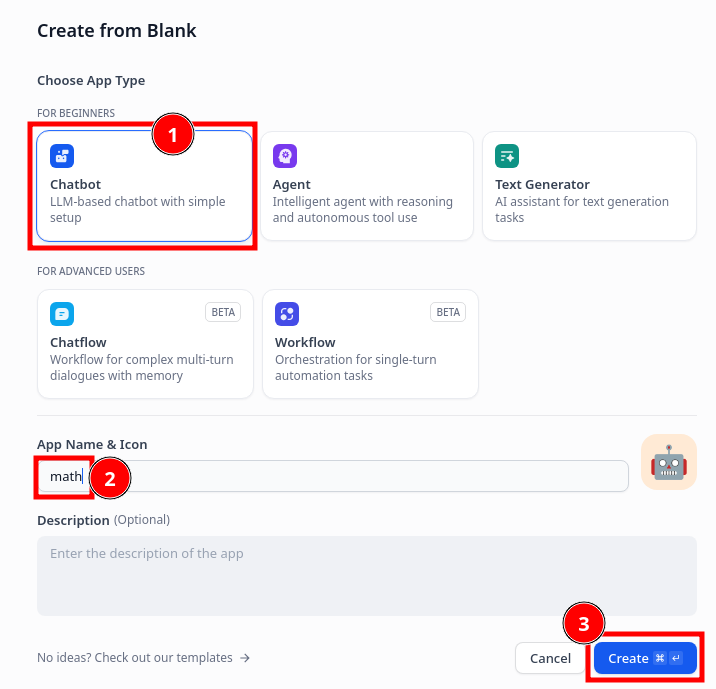 Create from Blank
Choose App Type
FOR BEGINNERS
1
Chatbot
LLM-based chatbot with simple
setup
Agent
Intelligent agent with reasoning
and autonomous tool use
Text Generator
AI assistant for text generation
tasks
FOR ADVANCED USERS
BETA
Chatflow
Workflow for complex multi-turn
dialogues with memory
BETA
Workflow
Orchestration for single-turn
automation tasks
App Name & Icon
math
2
Description (Optional)
Enter the description of the app
3
No ideas? Check out our templates →
Cancel
Create ⌘ ↵